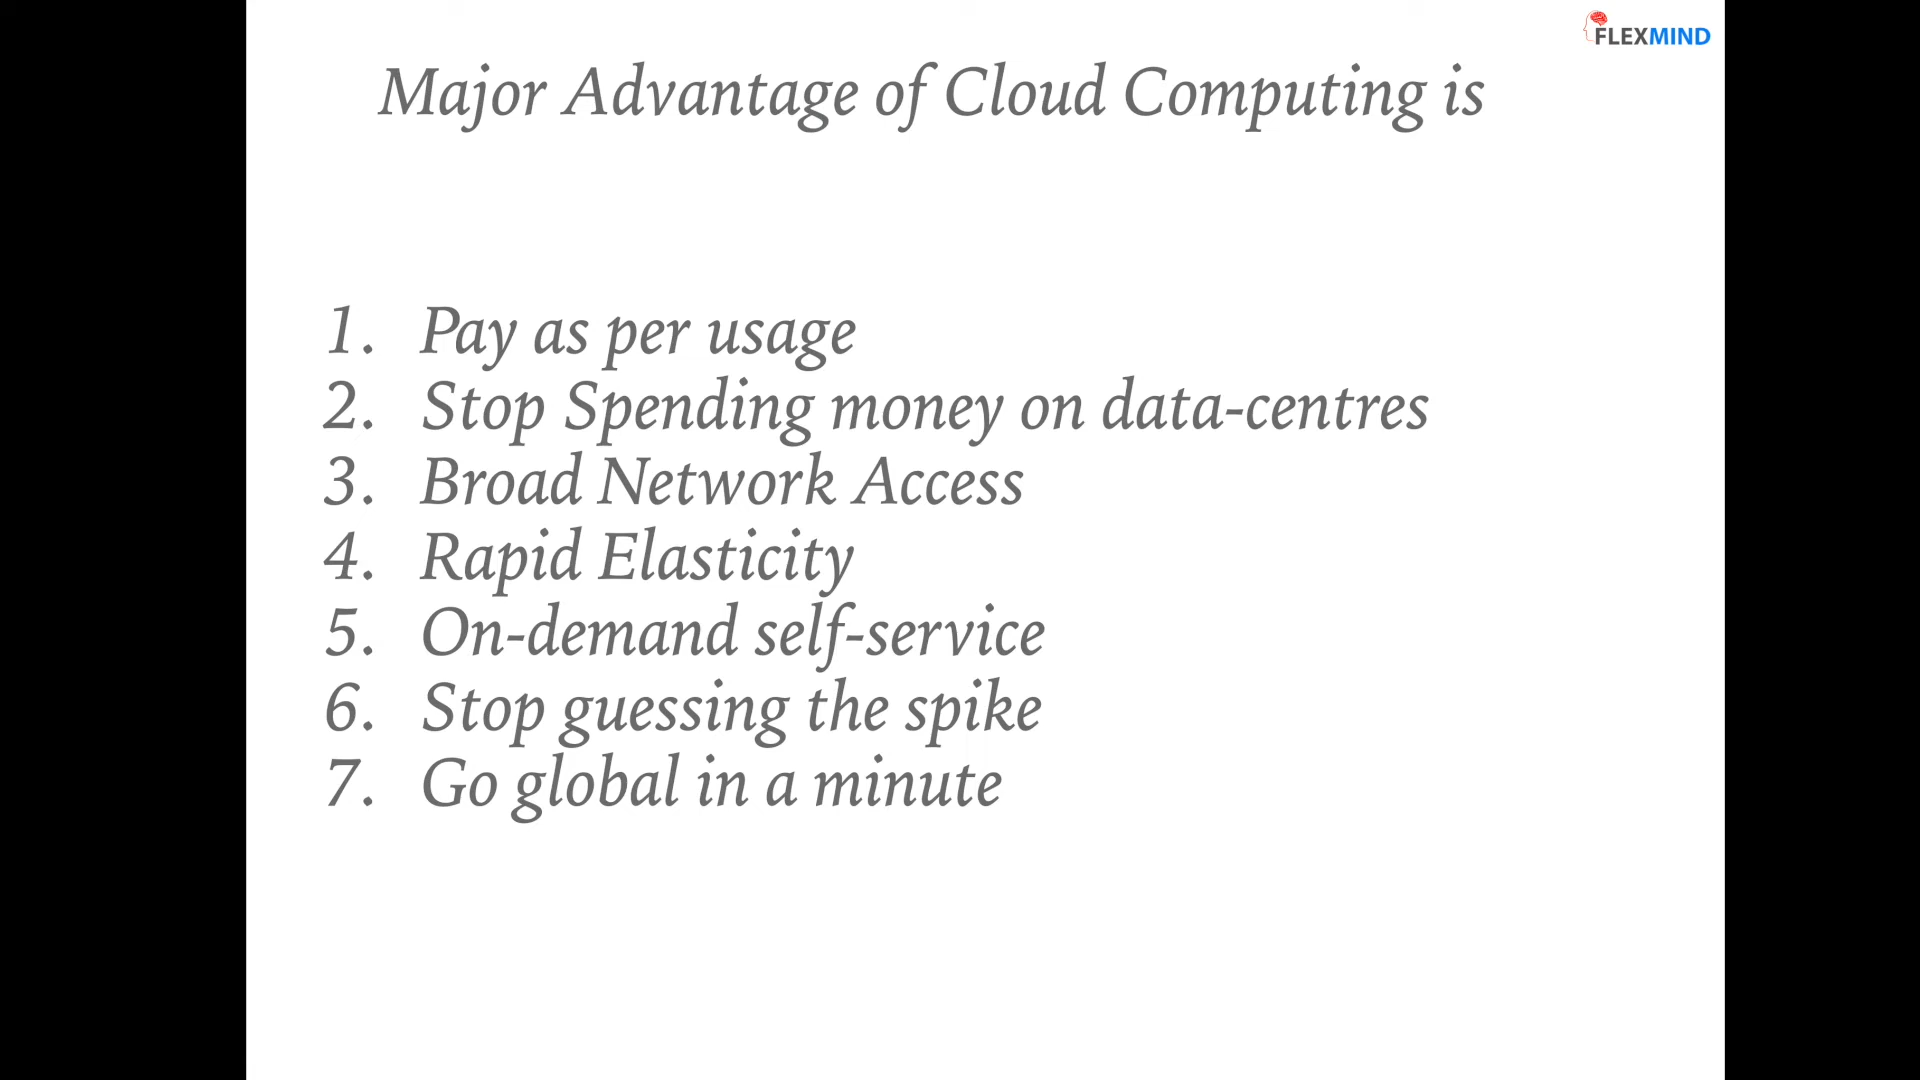 FLEXMIND
Major Advantage of Cloud Computing is
1. Pay as per usage
2. Stop Spending money on data-centres
3. Broad Network Access
4. Rapid Elasticity
5. On-demand self-service
6. Stop guessing the spike
7. Go global in a minute